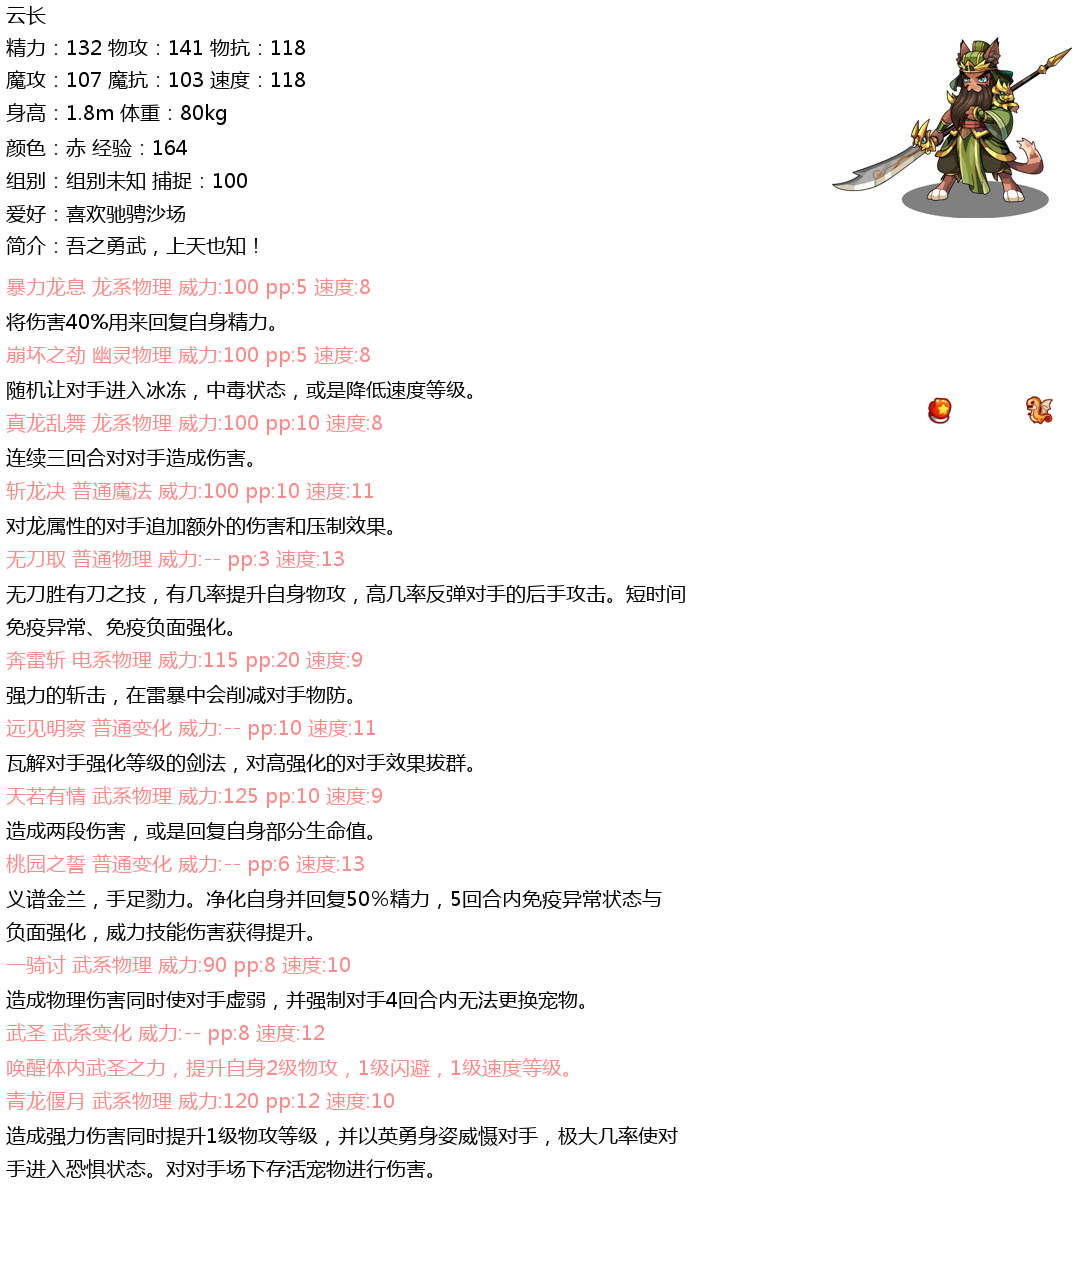 云长
精力：132 物攻：141 物抗：118
魔攻：107 魔抗：103 速度：118
身高：1.8m 体重：80kg
颜色：赤 经验：164
组别：组别未知 捕捉：100
爱好：喜欢驰骋沙场
简介：吾之勇武，上天也知！
暴力龙息 龙系物理 威力:100 pp:5 速度:8
将伤害40%用来回复自身精力。
崩坏之劲 幽灵物理 威力:100 pp:5 速度:8
随机让对手进入冰冻，中毒状态，或是降低速度等级。
真龙乱舞 龙系物理 威力:100 pp:10 速度:8
连续三回合对对手造成伤害。
斩龙决 普通魔法 威力:100 pp:10 速度:11
对龙属性的对手追加额外的伤害和压制效果。
无刀取 普通物理 威力:-- pp:3 速度:13
无刀胜有刀之技，有几率提升自身物攻，高几率反弹对手的后手攻击。短时间
免疫异常、免疫负面强化。
奔雷斩 电系物理 威力:115 pp:20 速度:9
强力的斩击，在雷暴中会削减对手物防。
远见明察 普通变化 威力:-- pp:10 速度:11
瓦解对手强化等级的剑法，对高强化的对手效果拔群。
天若有情 武系物理 威力:125 pp:10 速度:9
造成两段伤害，或是回复自身部分生命值。
桃园之誓 普通变化 威力:-- pp:6 速度:13
义谱金兰，手足勠力。净化自身并回复50%精力，5回合内免疫异常状态与
负面强化，威力技能伤害获得提升。
一骑讨 武系物理 威力:90 pp:8 速度:10
造成物理伤害同时使对手虚弱，并强制对手4回合内无法更换宠物。
武圣 武系变化 威力:-- pp:8 速度:12
唤醒体内武圣之力，提升自身2级物攻，1级闪避，1级速度等级。
青龙偃月 武系物理 威力:120 pp:12 速度:10
造成强力伤害同时提升1级物攻等级，并以英勇身姿威慑对手，极大几率使对
手进入恐惧状态。对对手场下存活宠物进行伤害。